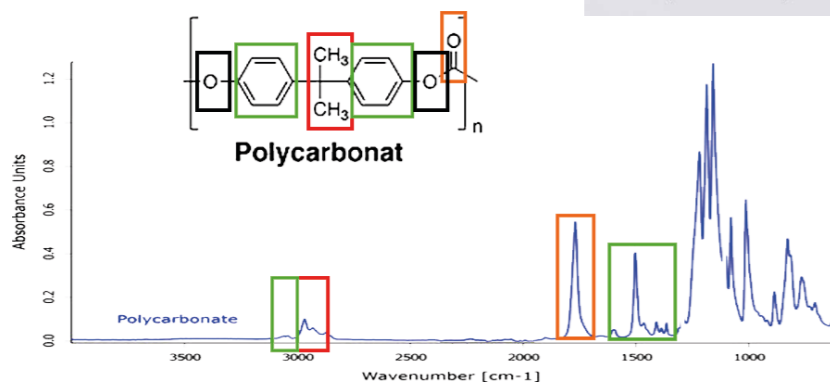 O
CH₃
O
O
CH₃
n
Polycarbonat
Absorbance Units
1.2
1.0
0.8
0.6
0.4
0.2
0.0
Polycarbonate
3500
3000
2500
2000
1500
1000
Wavenumber [cm-1]